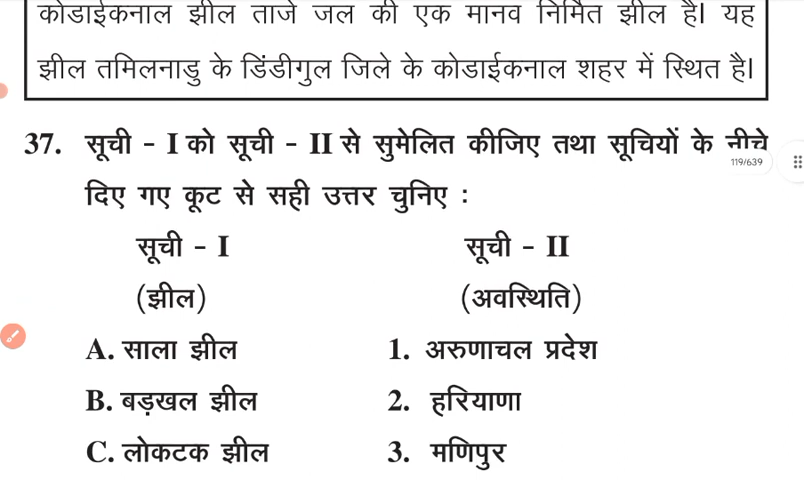 कोडाईकनाल झील ताजे जल की एक मानव निर्मित झील है। यह
झील तमिलनाडु के डिंडीगुल जिले के कोडाईकनाल शहर में स्थित है।
37. सूची - I को सूची - II से सुमेलित कीजिए तथा सूचियों के नीचे
119/639
दिए गए कूट से सही उत्तर चुनिए :
सूची - I सूची - II
(झील) (अवस्थिति)
A. साला झील 1. अरुणाचल प्रदेश
B. बड़खल झील 2. हरियाणा
C. लोकटक झील 3. मणिपुर